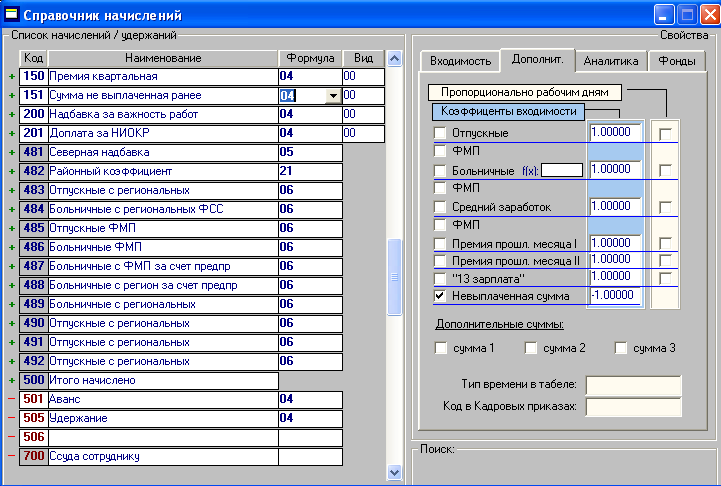 Справочник начислений
Список начислений / удержаний
Код Наименование Формула Вид
+ 150 Премия квартальная 04 00
+ 151 Сумма не выплаченная ранее 04 00
+ 200 Надбавка за важность работ 04 00
+ 201 Доплата за НИОКР 04 00
+ 481 Северная надбавка 05
+ 482 Районный коэффициент 21
+ 483 Отпускные с региональных 06
+ 484 Больничные с региональных ФСС 06
+ 485 Отпускные ФМП 06
+ 486 Больничные ФМП 06
+ 487 Больничные с ФМП за счет предпр 06
+ 488 Больничные с регион за счет предпр 06
+ 489 Больничные с региональных 06
+ 490 Отпускные с региональных 06
+ 491 Отпускные с региональных 06
+ 492 Отпускные с региональных 06
+ 500 Итого начислено
− 501 Аванс 04
− 505 Удержание 04
− 506
− 700 Ссуда сотруднику
Свойства
Входимость Дополнит. Аналитика Фонды
Пропорционально рабочим дням
Коэффиценты входимости
Отпускные 1.00000
ФМП
Больничные f(x): 1.00000
ФМП
Средний заработок 1.00000
ФМП
Премия прошл. месяца I 1.00000
Премия прошл. месяца II 1.00000
"13 зарплата" 1.00000
Невыплаченная сумма -1.00000
Дополнительные суммы:
сумма 1 сумма 2 сумма 3
Тип времени в табеле:
Код в Кадровых приказах:
Поиск: